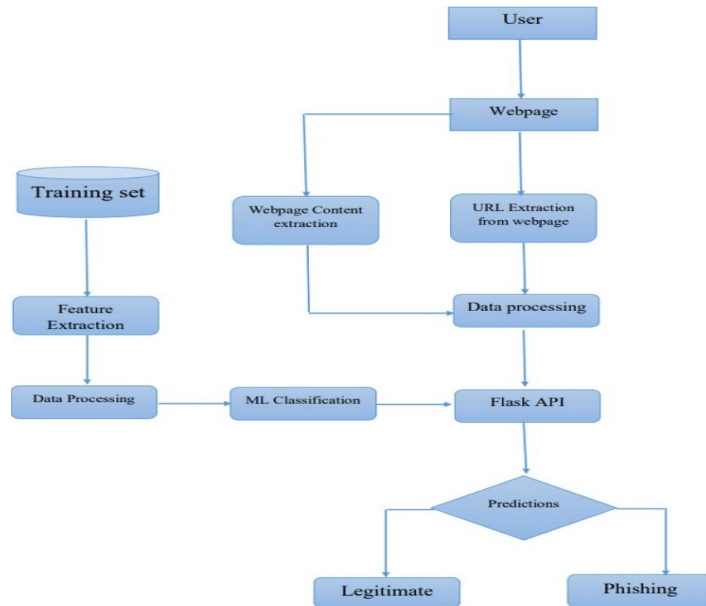 User
Webpage
Training set
Webpage Content
extraction
URL Extraction
from webpage
Feature
Extraction
Data processing
Data Processing
ML Classification
Flask API
Predictions
Legitimate
Phishing